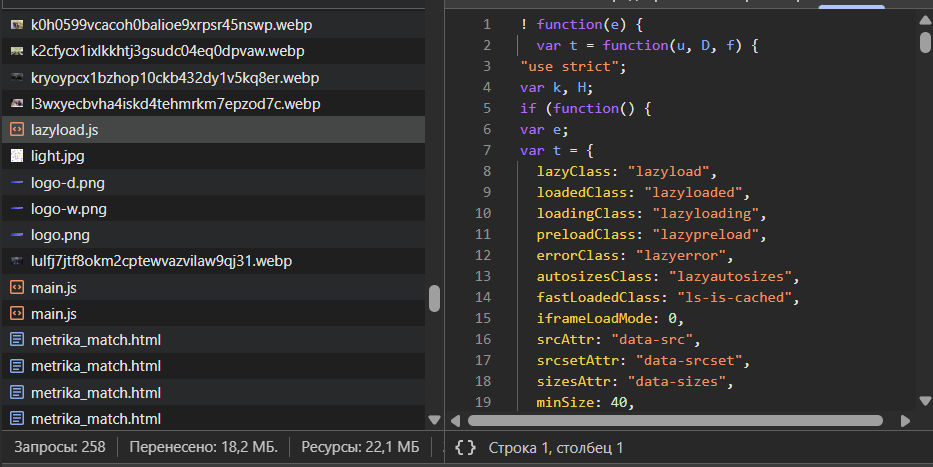 k0h0599vcacoh0balioe9xrpsr45nswp.webp
k2cfycx1ixlkkhtj3gsudc04eq0dpvaw.webp
kryoypcx1bzhop10ckb432dy1v5kq8er.webp
l3wxyecbvha4iskd4tehmrkm7epzod7c.webp
lazyload.js
light.jpg
logo-d.png
logo-w.png
logo.png
lulfj7jtf8okm2cptewvazvilaw9qj31.webp
main.js
main.js
metrika_match.html
metrika_match.html
metrika_match.html
metrika_match.html
Запросы: 258 Перенесено: 18,2 МБ. Ресурсы: 22,1 МБ
1 ! function(e) {
2 var t = function(u, D, f) {
3 "use strict";
4 var k, H;
5 if (function() {
6 var e;
7 var t = {
8 lazyClass: "lazyload",
9 loadedClass: "lazyloaded",
10 loadingClass: "lazyloading",
11 preloadClass: "lazypreload",
12 errorClass: "lazyerror",
13 autosizesClass: "lazyautosizes",
14 fastLoadedClass: "ls-is-cached",
15 iframeLoadMode: 0,
16 srcAttr: "data-src",
17 srcsetAttr: "data-srcset",
18 sizesAttr: "data-sizes",
19 minSize: 40,
{ } Строка 1, столбец 1